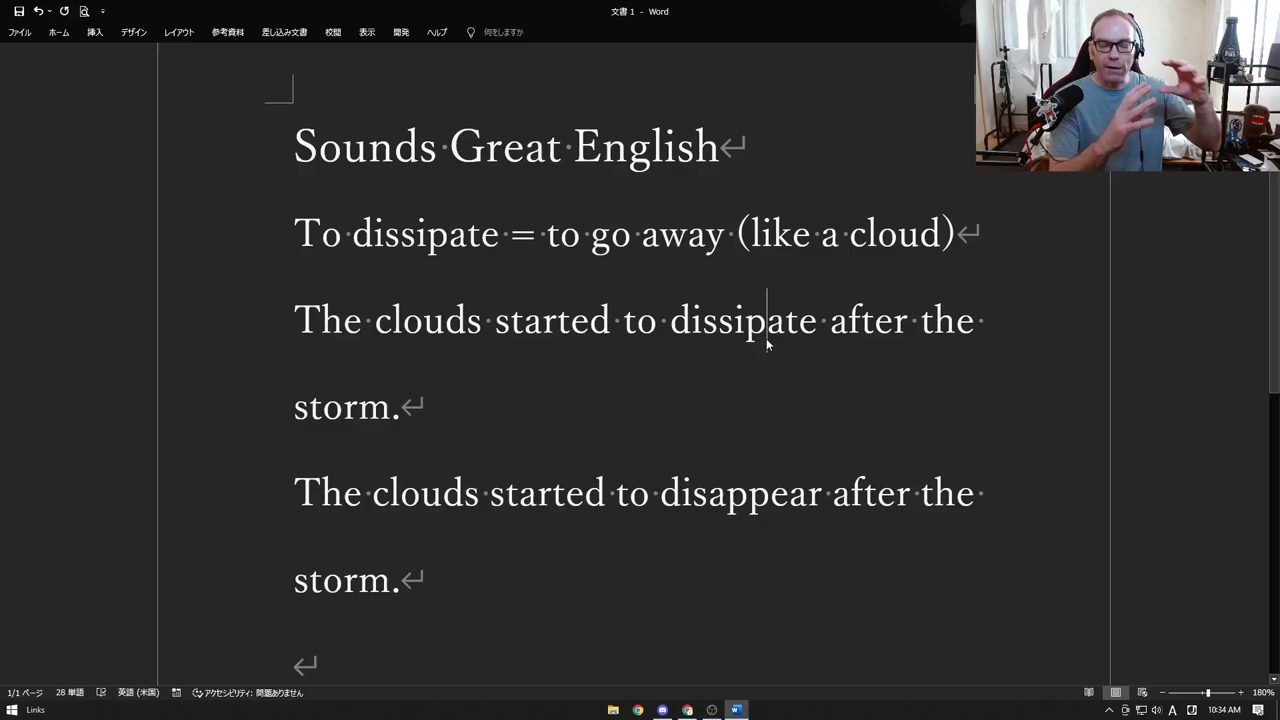 文書 1 - Word
ファイル ホーム 挿入 デザイン レイアウト 参考資料 差し込み文書 校閲 表示 開発 ヘルプ 何をしますか
Sounds Great English
To dissipate = to go away (like a cloud)
The clouds started to dissipate after the
storm.
The clouds started to disappear after the
storm.
1/1 ページ 28 単語 英語 (米国) アクセシビリティ: 問題ありません 180%
Links A 10:34 AM